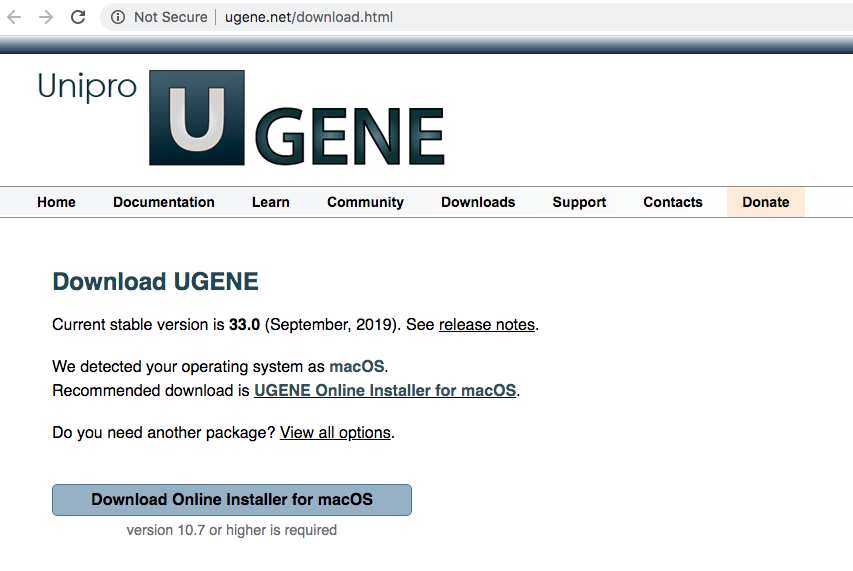 Not Secure | ugene.net/download.html
Unipro UGENE
Home Documentation Learn Community Downloads Support Contacts Donate
Download UGENE
Current stable version is 33.0 (September, 2019). See release notes.
We detected your operating system as macOS.
Recommended download is UGENE Online Installer for macOS.
Do you need another package? View all options.
Download Online Installer for macOS
version 10.7 or higher is required